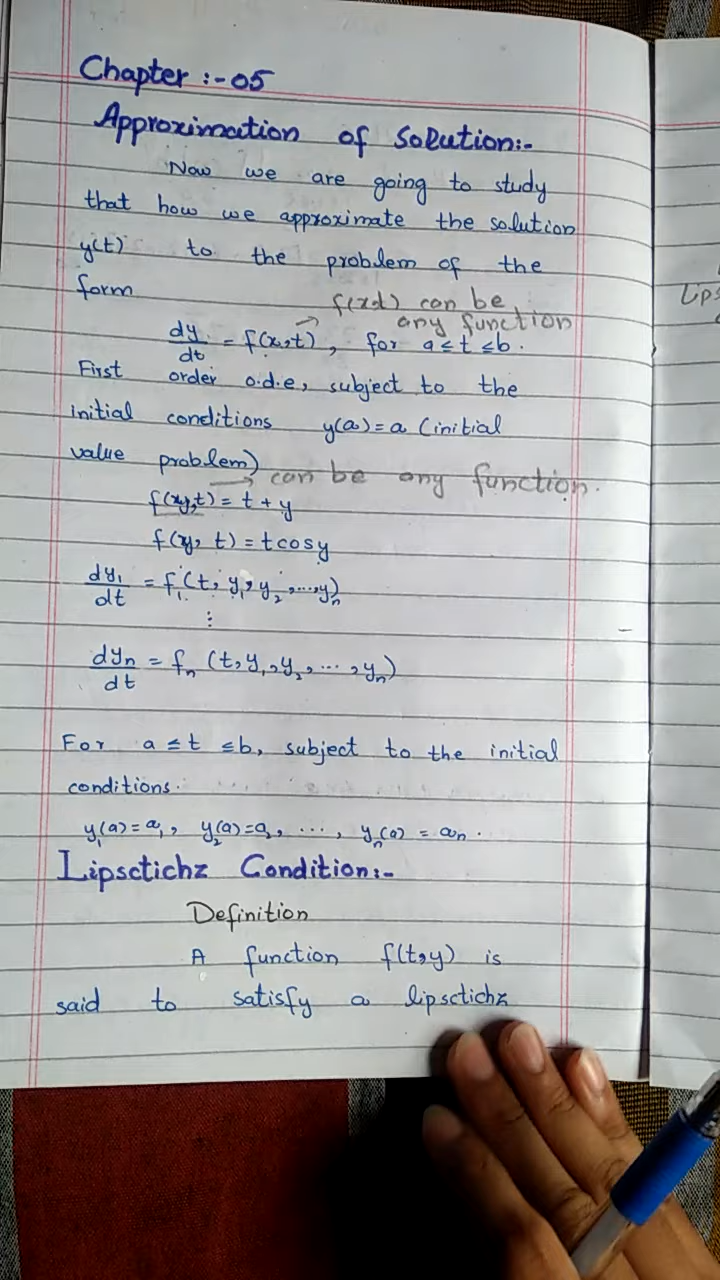 Chapter :- 05
Approximation of Solution:-
Now we are going to study
that how we approximate the solution
y(t) to the problem of the
form
f(x,t) can be
any function
dy/dt = f(x,t), for a≤t≤b.
First order o.d.e, subject to the
initial conditions y(a)=a (initial
value problem)
→ can be any function.
f(y,t) = t + y
f(y, t) = t cosy
dy₁/dt = f₁(t, y₁, y₂, ..., yₙ)
⋮
dyₙ/dt = fₙ (t, y₁, y₂, ..., yₙ)
For a ≤ t ≤ b, subject to the initial
conditions.
y₁(a) = a₁, y₂(a) = a₂, ..., yₙ(a) = aₙ.
Lipsctichz Condition:-
Definition
A function f(t,y) is
said to satisfy a lipsctichz
Lips